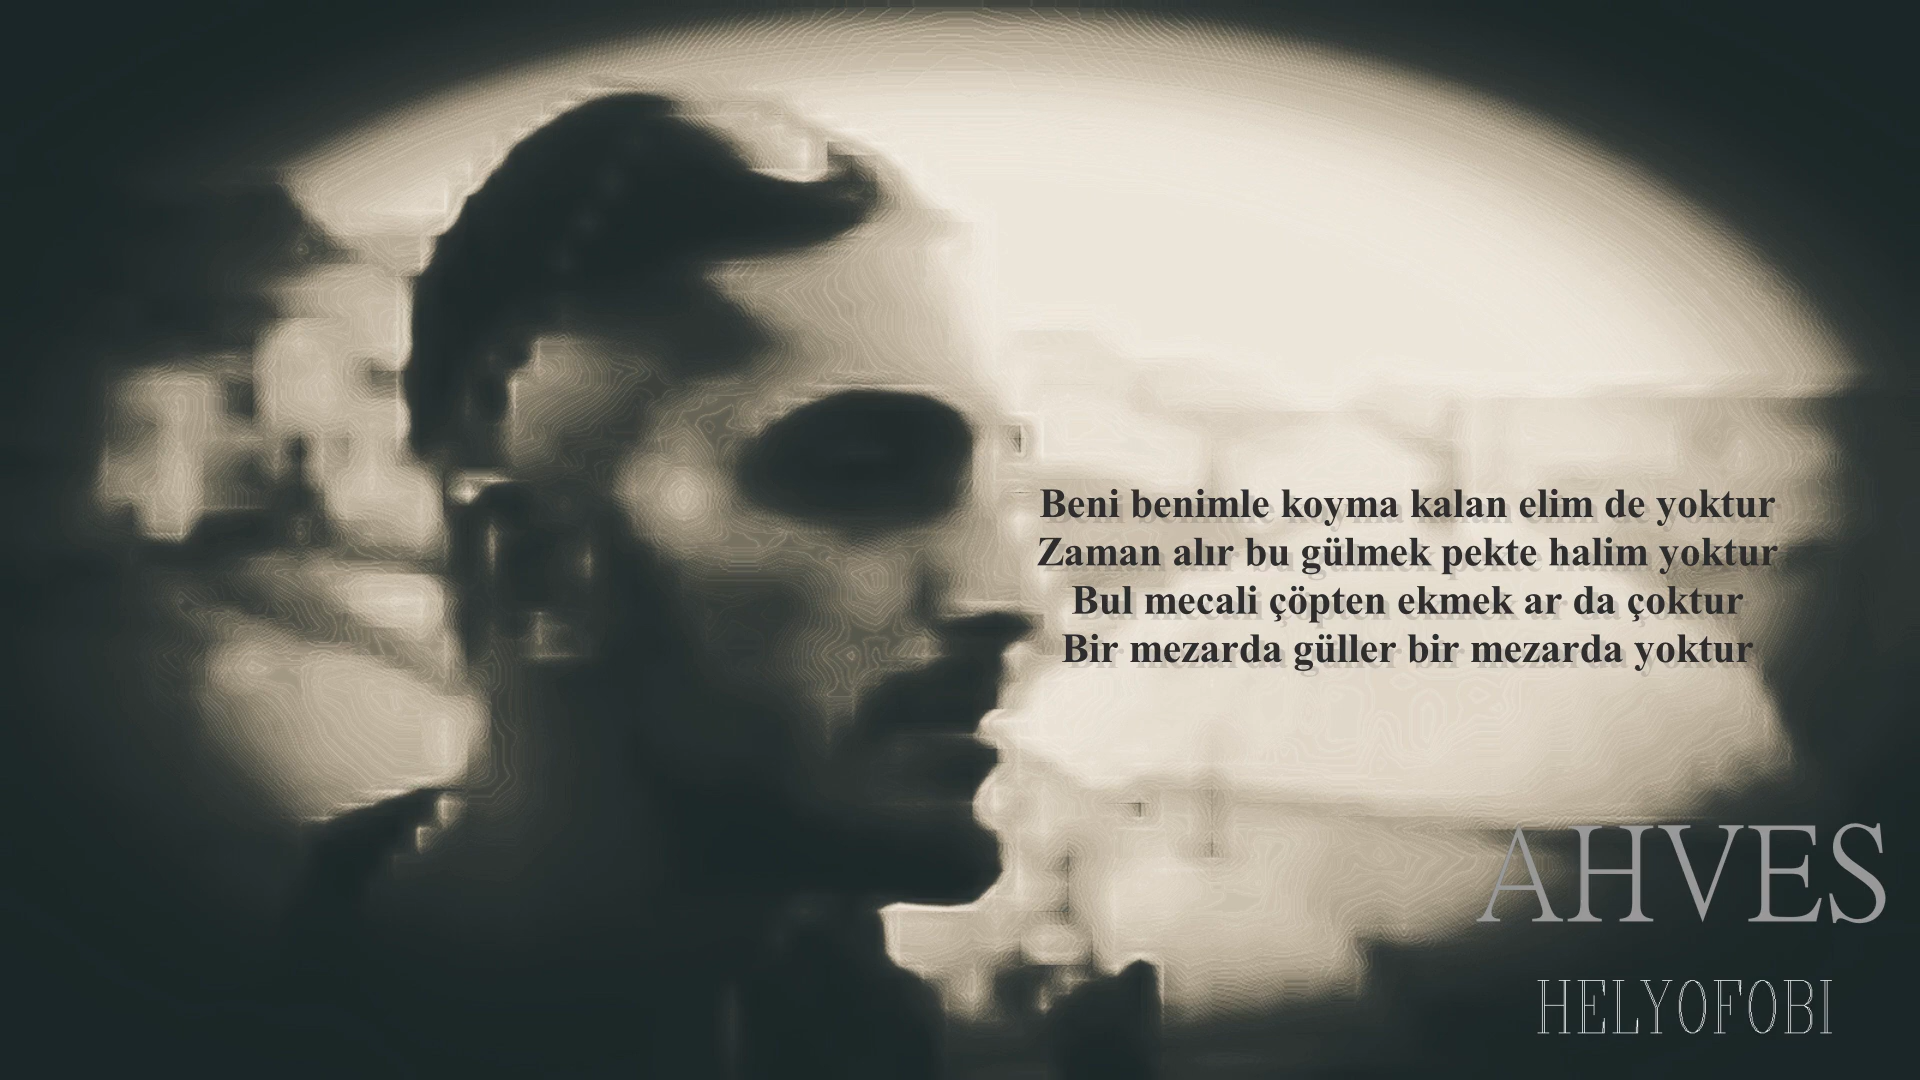 Beni benimle koyma kalan elim de yoktur
Zaman alır bu gülmek pekte halim yoktur
Bul mecali çöpten ekmek ar da çoktur
Bir mezarda güller bir mezarda yoktur
AHVES
HELYOFOBI